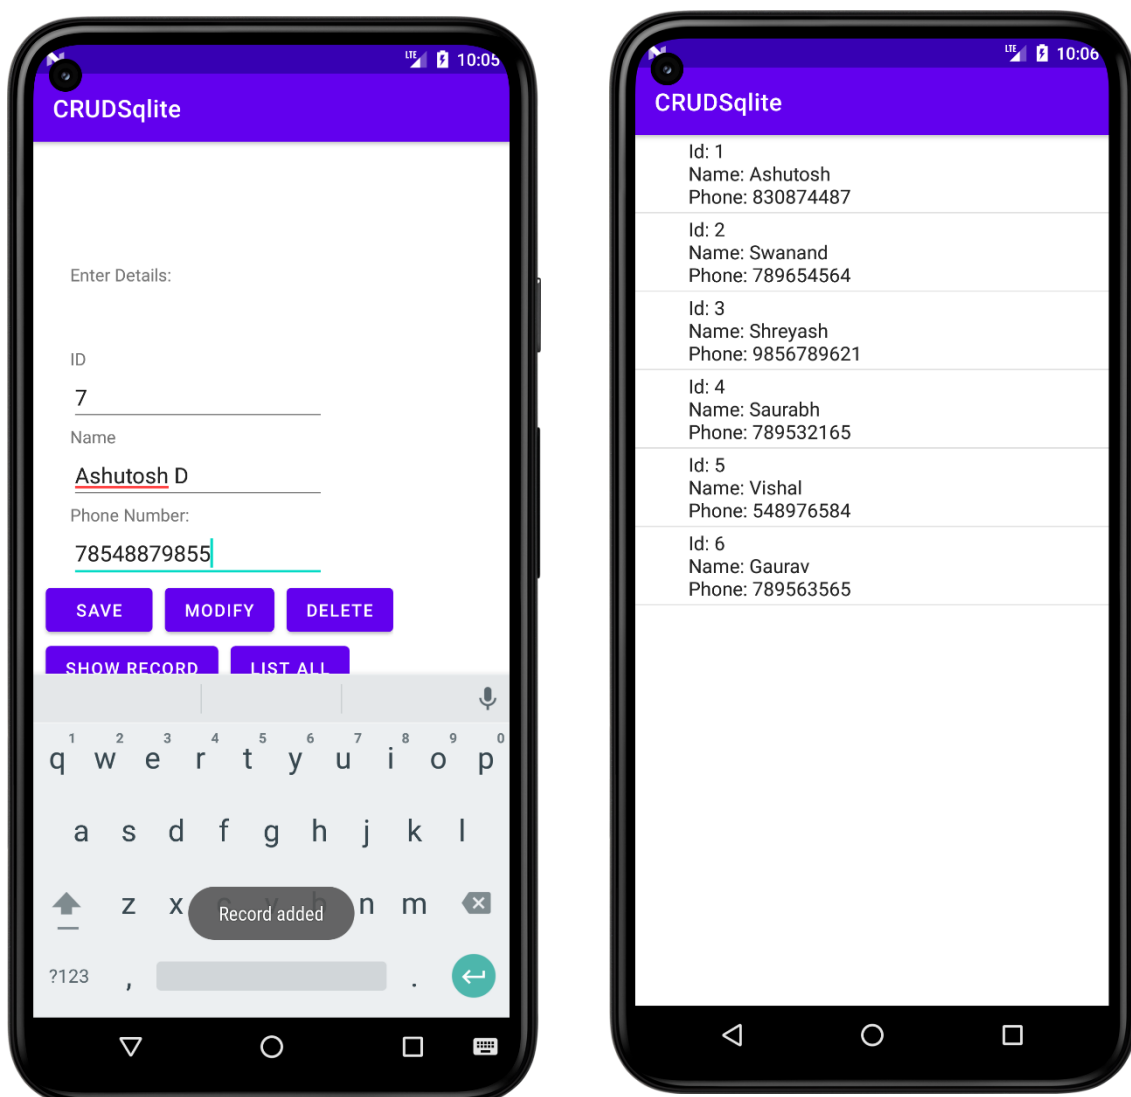 LTE 10:05
CRUDSqlite
Enter Details:
ID
7
Name
Ashutosh D
Phone Number:
78548879855
SAVE MODIFY DELETE
SHOW RECORD LIST ALL
1 2 3 4 5 6 7 8 9 0
q w e r t y u i o p
a s d f g h j k l
z x c v b n m
Record added
?123 , .
LTE 10:06
CRUDSqlite
Id: 1
Name: Ashutosh
Phone: 830874487
Id: 2
Name: Swanand
Phone: 789654564
Id: 3
Name: Shreyash
Phone: 9856789621
Id: 4
Name: Saurabh
Phone: 789532165
Id: 5
Name: Vishal
Phone: 548976584
Id: 6
Name: Gaurav
Phone: 789563565